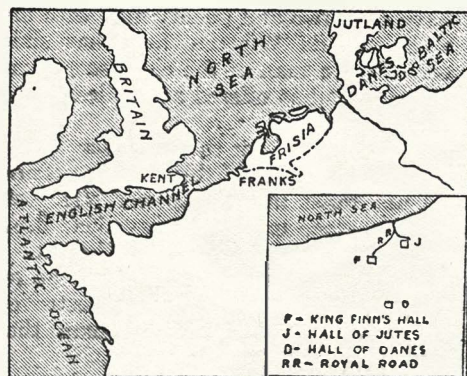 JUTLAND
NORTH
SEA
DANES
BALTIC
SEA
BRITAIN
FRISIA
KENT
FRANKS
ENGLISH CHANNEL
ATLANTIC
OCEAN
NORTH SEA
RR
J
F
D
F- KING FINN'S HALL
J- HALL OF JUTES
D- HALL OF DANES
RR- ROYAL ROAD